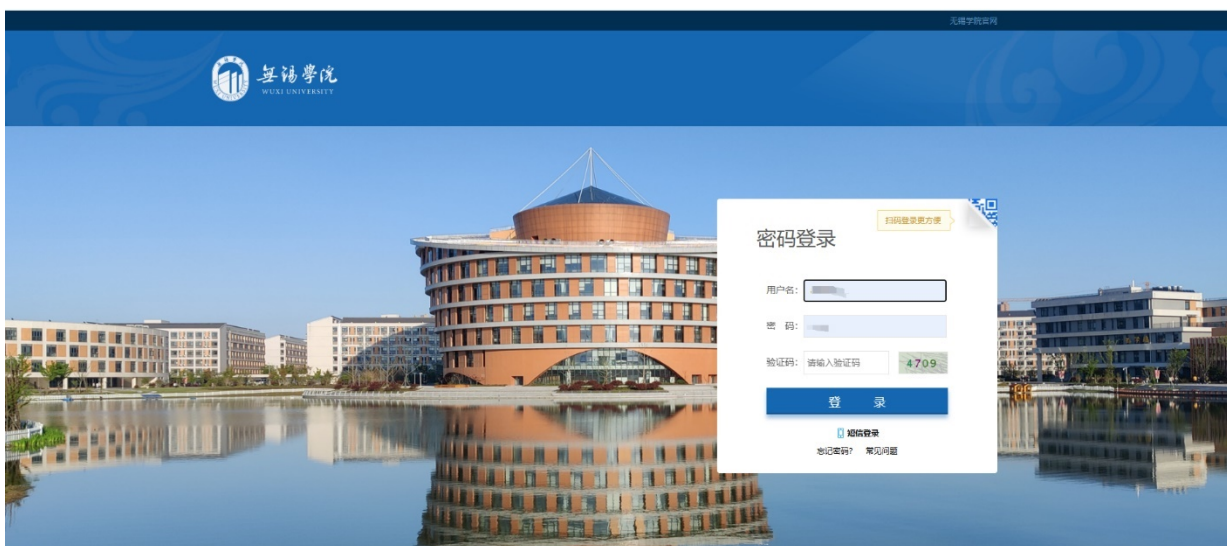 无锡学院官网
無錫學院
WUXI UNIVERSITY
扫码登录更方便
密码登录
用户名:
密 码:
验证码: 请输入验证码 4709
登 录
短信登录
忘记密码? 常见问题